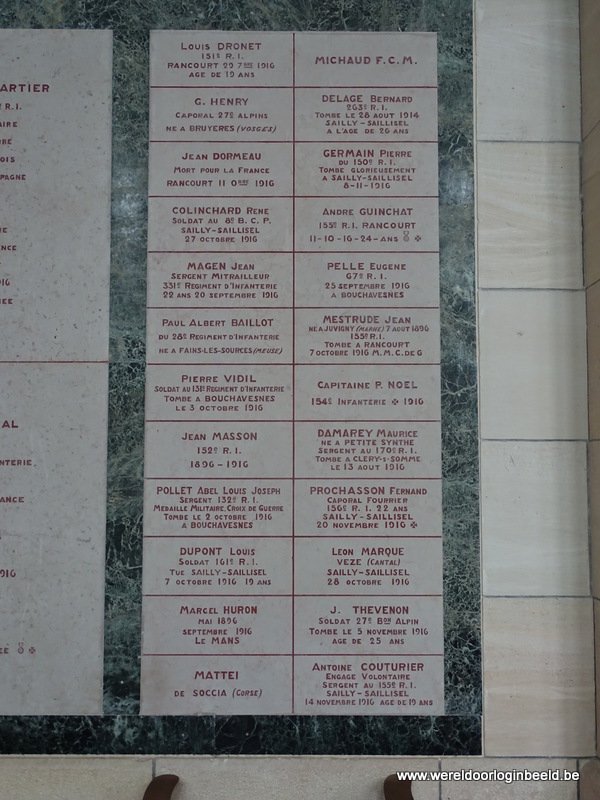 ARTIER
R.I.
AIRE
OIS
PAGNE
ENCE
916
AL
NTERIE
ANCE
1916
LOUIS DRONET
151E R.I.
RANCOURT 29 7BRE 1916
AGE DE 19 ANS
G. HENRY
CAPORAL 27E ALPINS
NE A BRUYERES (VOSGES)
JEAN DORMEAU
MORT POUR LA FRANCE
RANCOURT 11 OBRE 1916
COLINCHARD RENE
SOLDAT AU 8E B.C.P.
SAILLY-SAILLISEL
27 OCTOBRE 1916
MAGEN JEAN
SERGENT MITRAILLEUR
331E REGIMENT D'INFANTERIE
22 ANS 20 SEPTEMBRE 1916
PAUL ALBERT BAILLOT
DU 28E REGIMENT D'INFANTERIE
NE A FAINS-LES-SOURCES (MEUSE)
PIERRE VIDIL
SOLDAT AU 131E REGIMENT D'INFANTERIE
TOMBE A BOUCHAVESNES
LE 3 OCTOBRE 1916
JEAN MASSON
152E R.I.
1896-1916
POLLET ABEL LOUIS JOSEPH
SERGENT 132E R.I.
MEDAILLE MILITAIRE, CROIX DE GUERRE
TOMBE LE 2 OCTOBRE 1916
A BOUCHAVESNES
DUPONT LOUIS
SOLDAT 161E R.I.
TUE SAILLY-SAILLISEL
7 OCTOBRE 1916 19 ANS
MARCEL HURON
MAI 1896
SEPTEMBRE 1916
LE MANS
MATTEI
DE SOCCIA (CORSE)
MICHAUD F.C.M.
DELAGE BERNARD
263E R.I.
TOMBE LE 28 AOUT 1914
SAILLY-SAILLISEL
A L'AGE DE 26 ANS
GERMAIN PIERRE
DU 150E R.I.
TOMBE GLORIEUSEMENT
A SAILLY-SAILLISEL
8-11-1916
ANDRE GUINCHAT
155E R.I. RANCOURT
11-10-16-24-ANS
PELLE EUGENE
67E R.I.
25 SEPTEMBRE 1916
A BOUCHAVESNES
MESTRUDE JEAN
NE A JUVIGNY (MARNE) 7 AOUT 1896
155E R.I.
TOMBE A RANCOURT
7 OCTOBRE 1916 M.M.C.DE G
CAPITAINE P. NOEL
154E INFANTERIE ✠ 1916
DAMAREY MAURICE
NE A PETITE SYNTHE
SERGENT AU 170E R.I.
TOMBE A CLERY-S-SOMME
LE 13 AOUT 1916
PROCHASSON FERNAND
CAPORAL FOURRIER
156E R.I. 22 ANS
SAILLY-SAILLISEL
20 NOVEMBRE 1916 ✠
LEON MARQUE
VEZE (CANTAL)
SAILLY-SAILLISEL
28 OCTOBRE 1916
J. THEVENON
SOLDAT 27E BON ALPIN
TOMBE LE 5 NOVEMBRE 1916
AGE DE 25 ANS
ANTOINE COUTURIER
ENGAGE VOLONTAIRE
SERGENT AU 155E R.I.
SAILLY-SAILLISEL
14 NOVEMBRE 1916 AGE DE 19 ANS
www.wereldoorloginbeeld.be